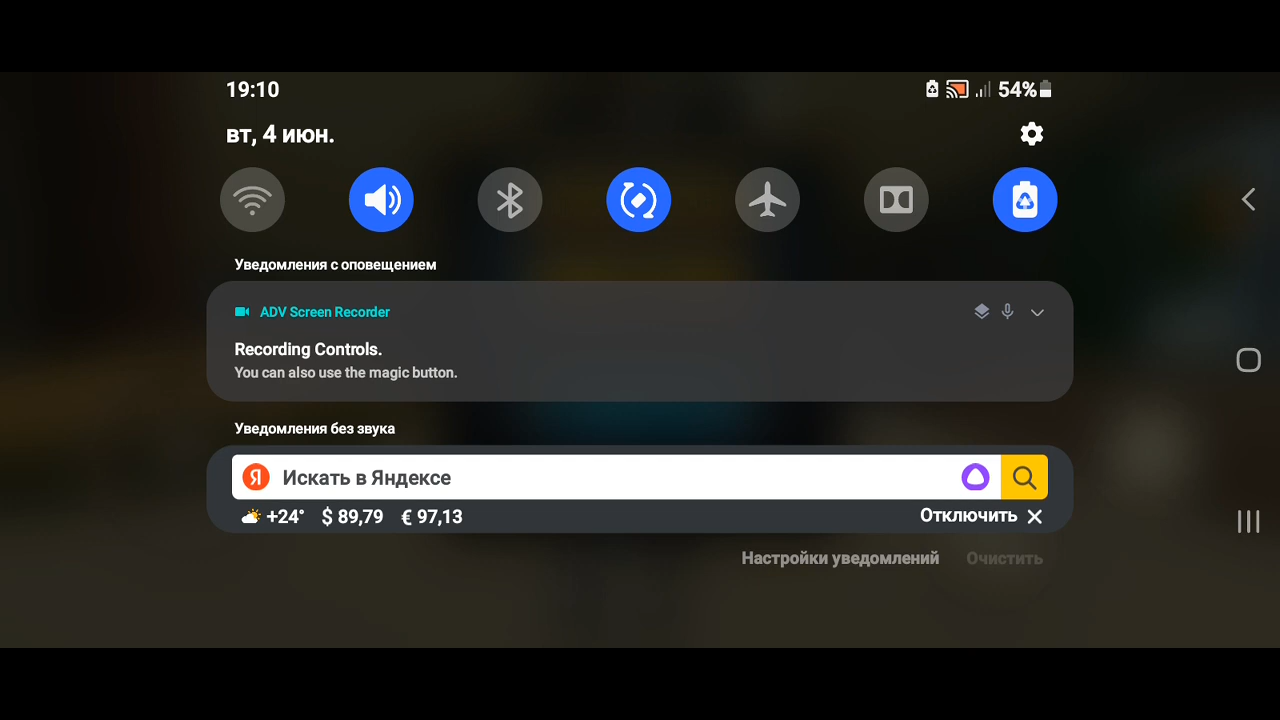 19:10
54%
вт, 4 июн.
Уведомления с оповещением
ADV Screen Recorder
Recording Controls.
You can also use the magic button.
Уведомления без звука
Я Искать в Яндексе
+24° $ 89,79 € 97,13 Отключить
Настройки уведомлений Очистить